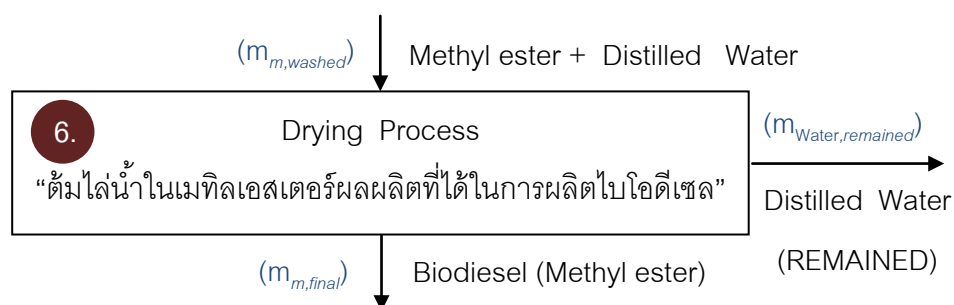 (m_m,washed) Methyl ester + Distilled Water
6. Drying Process
(m_Water,remained)
“ต้มไล่น้ำในเมทิลเอสเตอร์ผลผลิตที่ได้ในการผลิตไบโอดีเซล”
Distilled Water
(REMAINED)
(m_m,final) Biodiesel (Methyl ester)